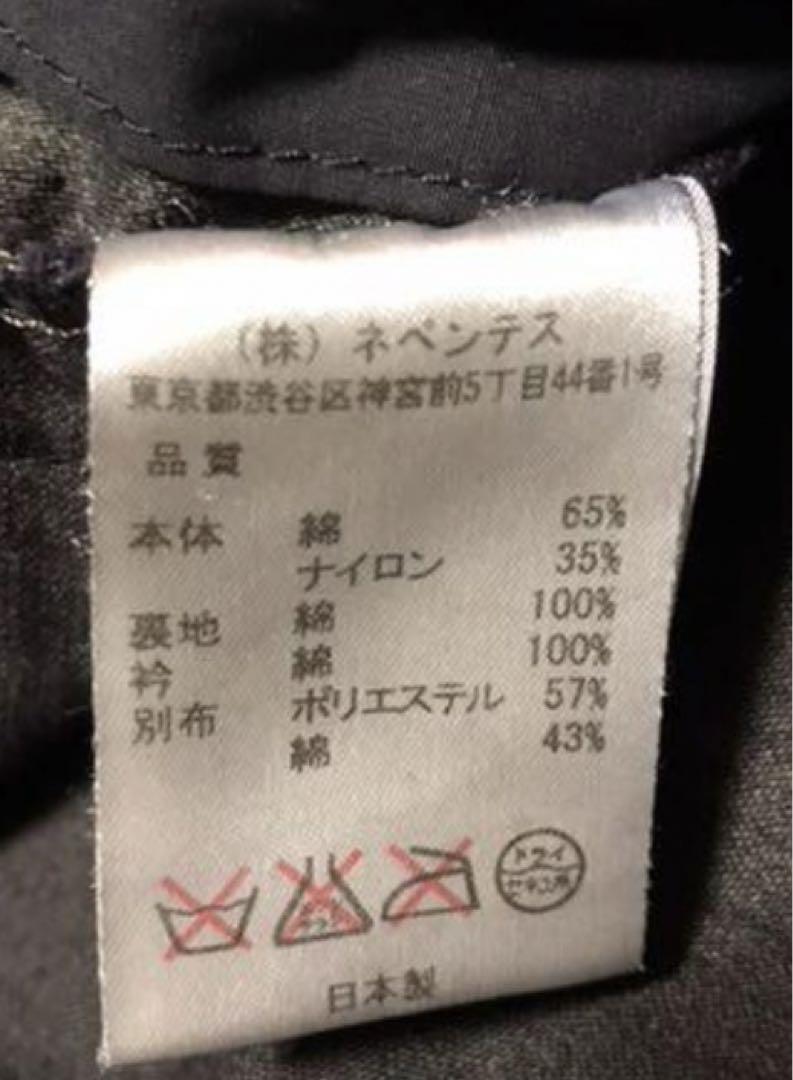 (株)ネペンテス
東京都渋谷区神宮前5丁目44番1号
品質
本体 綿 65%
ナイロン 35%
裏地 綿 100%
衿 綿 100%
別布 ポリエステル 57%
綿 43%
ドライ
セキユ系
日本製